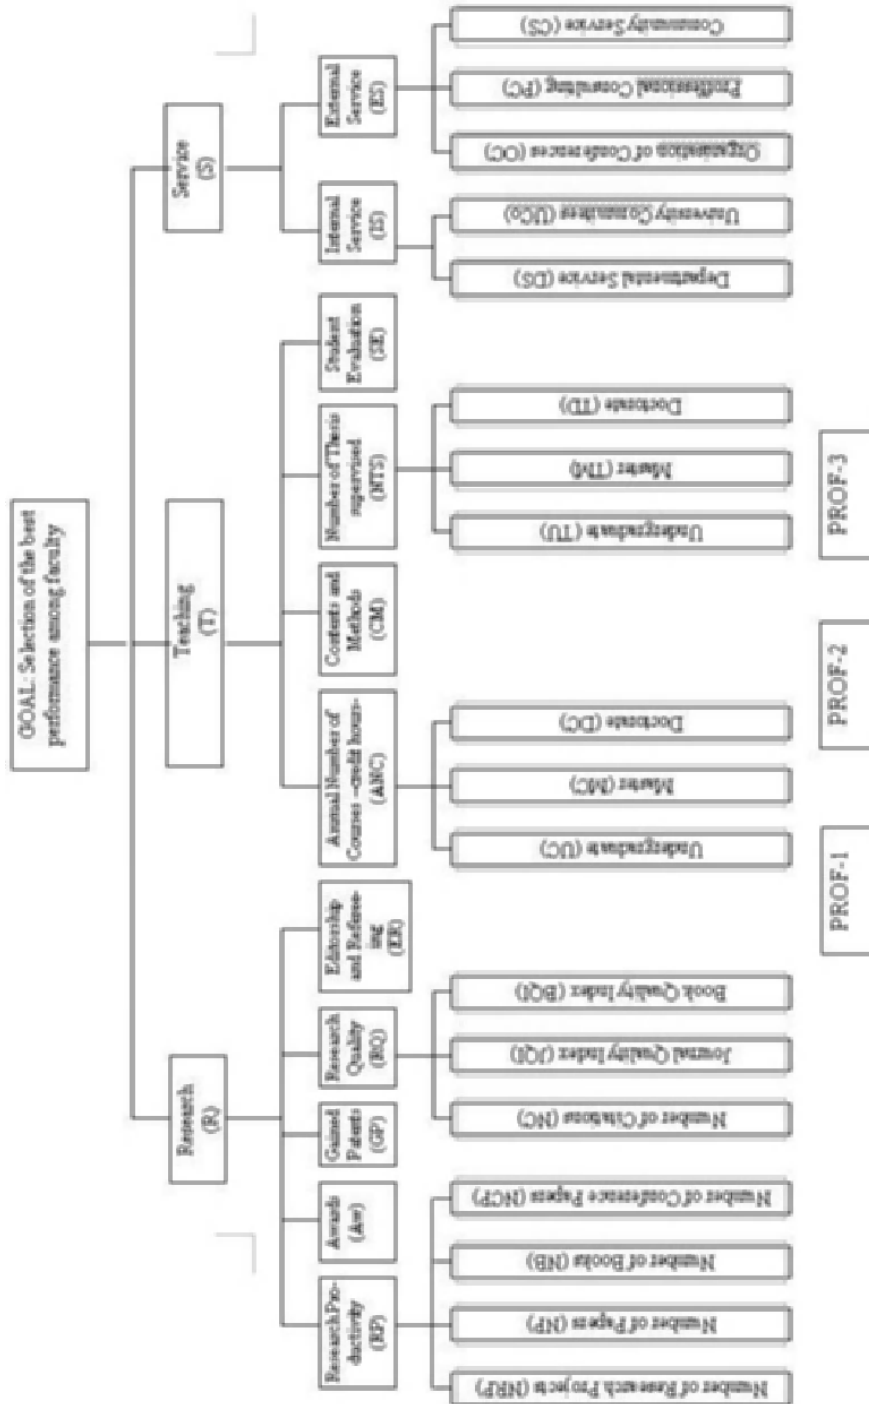 GOAL: Selection of the best
performance among faculty
Research
(R)
Teaching
(T)
Service
(S)
Research Pro-
ductivity
(RP)
Awards
(Aw)
Gained
Patents
(GP)
Research
Quality
(RQ)
Editorship
and Referee-
ing
(ER)
Annual Number of
Courses –credit hours-
(ANC)
Contents and
Methods
(CM)
Number of Thesis
supervised
(NTS)
Student
Evaluation
(SE)
Internal
Service
(IS)
External
Service
(ES)
Number of Research Projects (NRP)
Number of Papers (NP)
Number of Books (NB)
Number of Conference Papers (NCP)
Number of Citations (NC)
Journal Quality Index (JQI)
Book Quality Index (BQI)
Undergraduate (UC)
Master (MC)
Doctorate (DC)
Undergraduate (TU)
Master (TM)
Doctorate (TD)
Departmental Service (DS)
University Committees (UCo)
Organization of Conferences (OC)
Proffessional Consulting (PC)
Community Service (CS)
PROF-1
PROF-2
PROF-3